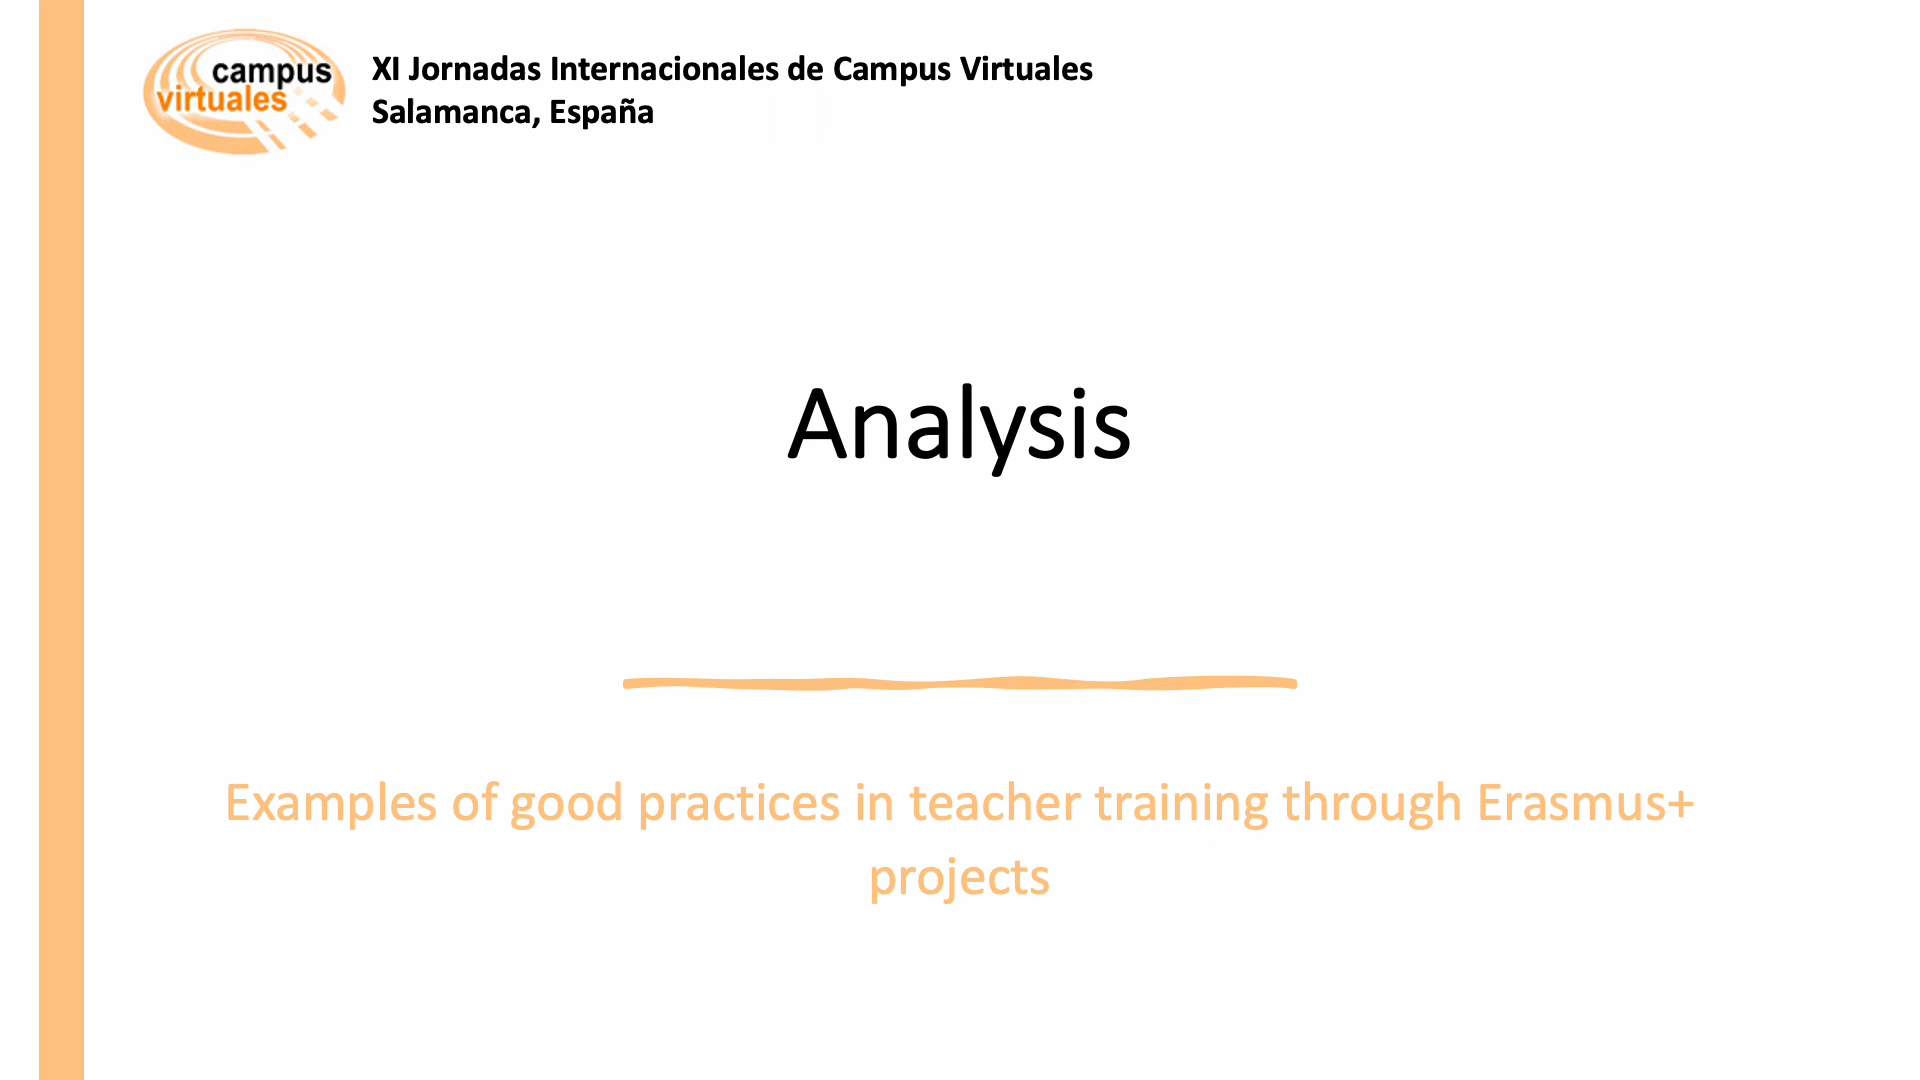 campus
virtuales
XI Jornadas Internacionales de Campus Virtuales
Salamanca, España
Analysis
Examples of good practices in teacher training through Erasmus+
projects